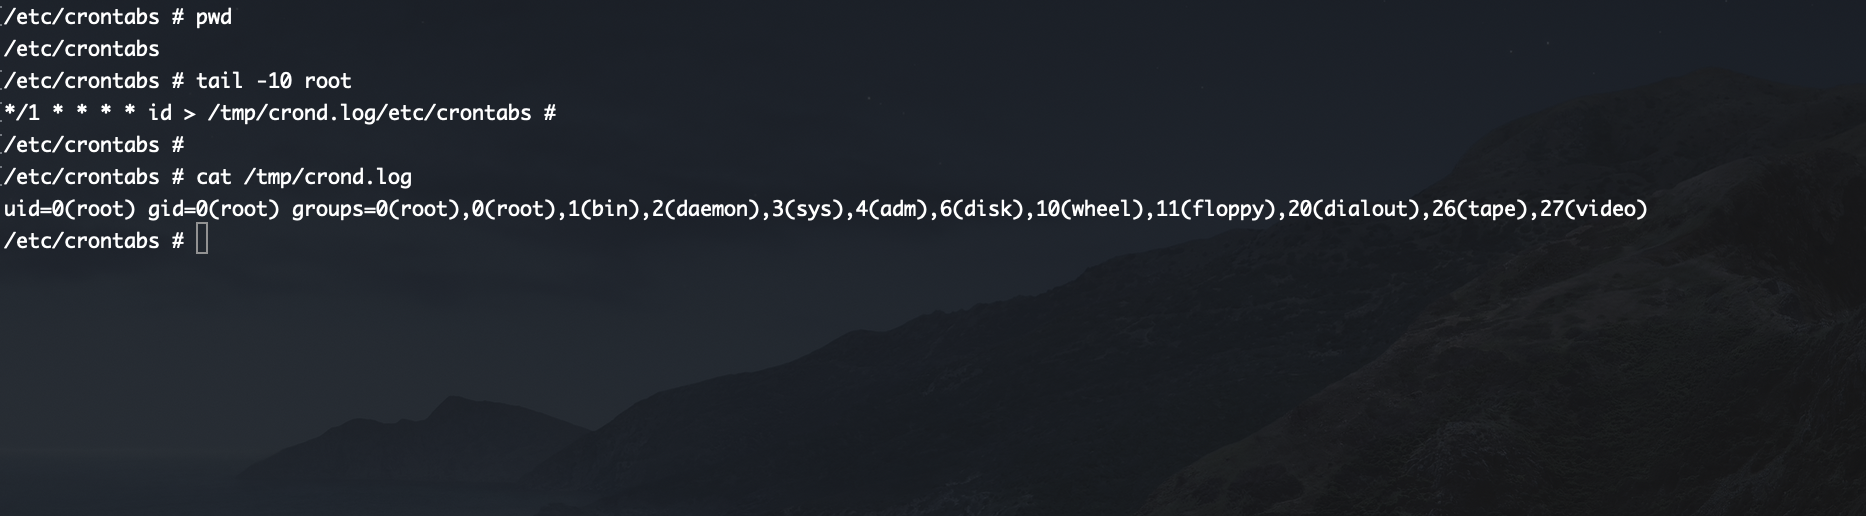 /etc/crontabs # pwd
/etc/crontabs
/etc/crontabs # tail -10 root
*/1 * * * * id > /tmp/crond.log/etc/crontabs #
/etc/crontabs #
/etc/crontabs # cat /tmp/crond.log
uid=0(root) gid=0(root) groups=0(root),0(root),1(bin),2(daemon),3(sys),4(adm),6(disk),10(wheel),11(floppy),20(dialout),26(tape),27(video)
/etc/crontabs #